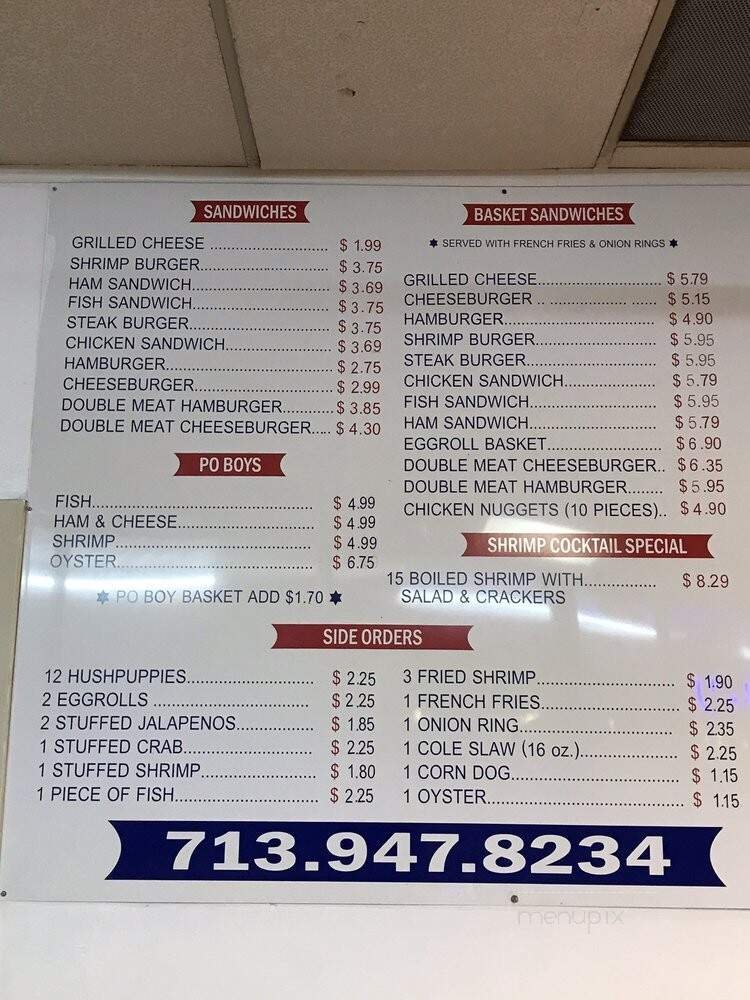 SANDWICHES
GRILLED CHEESE ............................ $ 1.99
SHRIMP BURGER.............................. $ 3.75
HAM SANDWICH................................ $ 3.69
FISH SANDWICH................................ $ 3.75
STEAK BURGER................................ $ 3.75
CHICKEN SANDWICH........................ $ 3.69
HAMBURGER...................................... $ 2.75
CHEESEBURGER................................ $ 2.99
DOUBLE MEAT HAMBURGER........... $ 3.85
DOUBLE MEAT CHEESEBURGER.... $ 4.30
PO BOYS
FISH..................................................... $ 4.99
HAM & CHEESE................................. $ 4.99
SHRIMP................................................ $ 4.99
OYSTER................................................ $ 6.75
✶ PO BOY BASKET ADD $1.70 ✶
BASKET SANDWICHES
✶ SERVED WITH FRENCH FRIES & ONION RINGS ✶
GRILLED CHEESE.............................. $ 5.79
CHEESEBURGER .. .......................... $ 5.15
HAMBURGER.................................... $ 4.90
SHRIMP BURGER............................. $ 5.95
STEAK BURGER............................... $ 5.95
CHICKEN SANDWICH...................... $ 5.79
FISH SANDWICH............................... $ 5.95
HAM SANDWICH............................... $ 5.79
EGGROLL BASKET............................ $ 6.90
DOUBLE MEAT CHEESEBURGER.. $ 6.35
DOUBLE MEAT HAMBURGER........ $ 5.95
CHICKEN NUGGETS (10 PIECES).. $ 4.90
SHRIMP COCKTAIL SPECIAL
15 BOILED SHRIMP WITH................. $ 8.29
SALAD & CRACKERS
SIDE ORDERS
12 HUSHPUPPIES............................... $ 2.25
2 EGGROLLS ...................................... $ 2.25
2 STUFFED JALAPENOS................... $ 1.85
1 STUFFED CRAB............................... $ 2.25
1 STUFFED SHRIMP........................... $ 1.80
1 PIECE OF FISH.................................. $ 2.25
3 FRIED SHRIMP................................. $ 1.90
1 FRENCH FRIES................................. $ 2.25
1 ONION RING..................................... $ 2.35
1 COLE SLAW (16 oz.)........................ $ 2.25
1 CORN DOG........................................ $ 1.15
1 OYSTER............................................... $ 1.15
713.947.8234
menupix